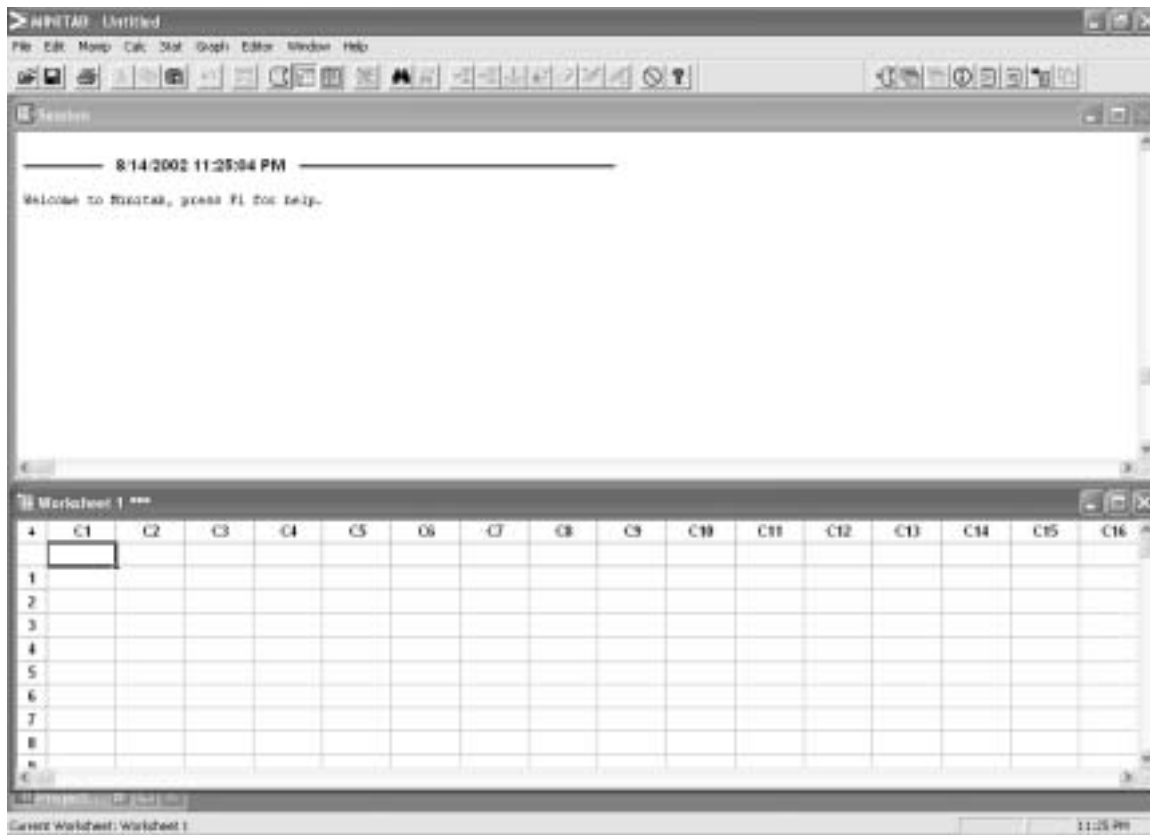 MINITAB Untitled
File Edit Manip Calc Stat Graph Editor Window Help
Session
8/14/2002 11:25:04 PM
Welcome to Minitab, press F1 for help.
Worksheet 1 ***
C1 C2 C3 C4 C5 C6 C7 C8 C9 C10 C11 C12 C13 C14 C15 C16
1
2
3
4
5
6
7
8
9
Project...
Current Worksheet: Worksheet 1
11:25 PM